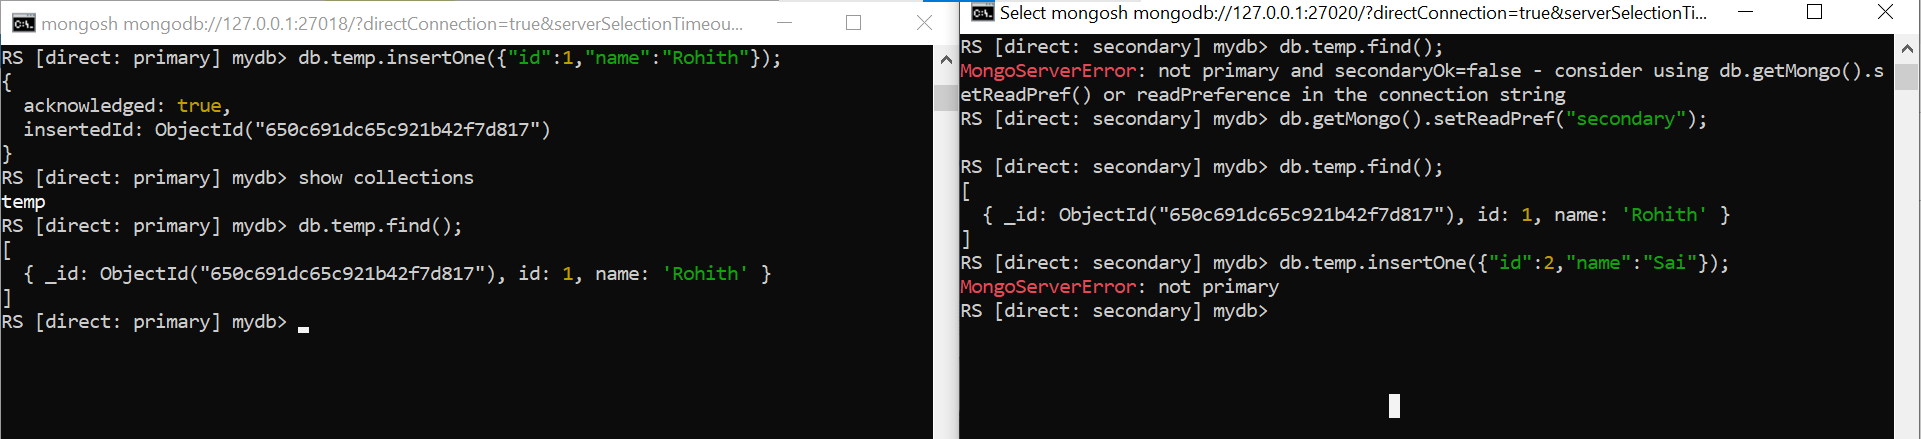 mongosh mongodb://127.0.0.1:27018/?directConnection=true&serverSelectionTimeou...
RS [direct: primary] mydb> db.temp.insertOne({"id":1,"name":"Rohith"});
{
  acknowledged: true,
  insertedId: ObjectId("650c691dc65c921b42f7d817")
}
RS [direct: primary] mydb> show collections
temp
RS [direct: primary] mydb> db.temp.find();
[
  { _id: ObjectId("650c691dc65c921b42f7d817"), id: 1, name: 'Rohith' }
]
RS [direct: primary] mydb>
Select mongosh mongodb://127.0.0.1:27020/?directConnection=true&serverSelectionTi...
RS [direct: secondary] mydb> db.temp.find();
MongoServerError: not primary and secondaryOk=false - consider using db.getMongo().s
etReadPref() or readPreference in the connection string
RS [direct: secondary] mydb> db.getMongo().setReadPref("secondary");
RS [direct: secondary] mydb> db.temp.find();
[
  { _id: ObjectId("650c691dc65c921b42f7d817"), id: 1, name: 'Rohith' }
]
RS [direct: secondary] mydb> db.temp.insertOne({"id":2,"name":"Sai"});
MongoServerError: not primary
RS [direct: secondary] mydb>